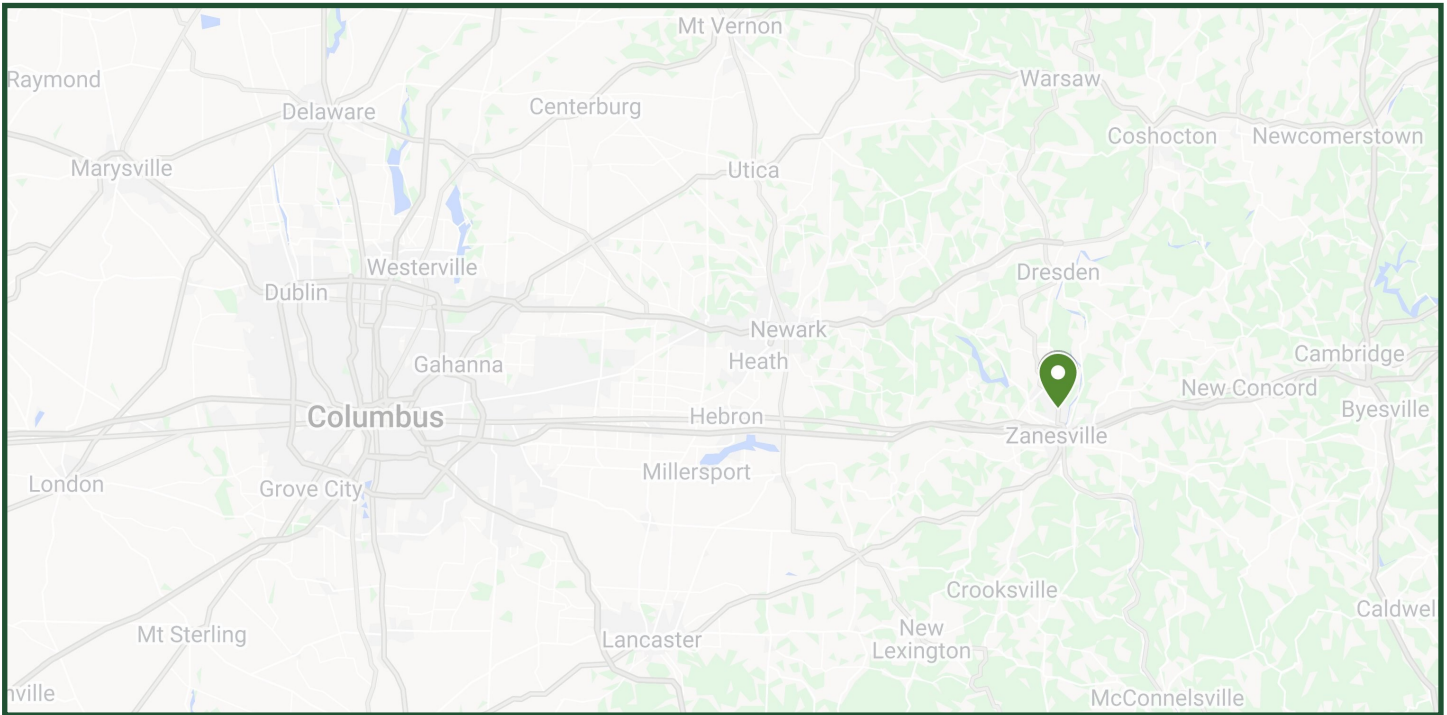 Mt Vernon
Raymond
Warsaw
Centerburg
Delaware
Coshocton
Newcomerstown
Marysville
Utica
Westerville
Dresden
Dublin
Newark
Cambridge
Heath
Gahanna
New Concord
Byesville
Columbus
Hebron
Zanesville
Millersport
London
Grove City
Crooksville
Caldwel
New
Lexington
Mt Sterling
Lancaster
nville
McConnelsville